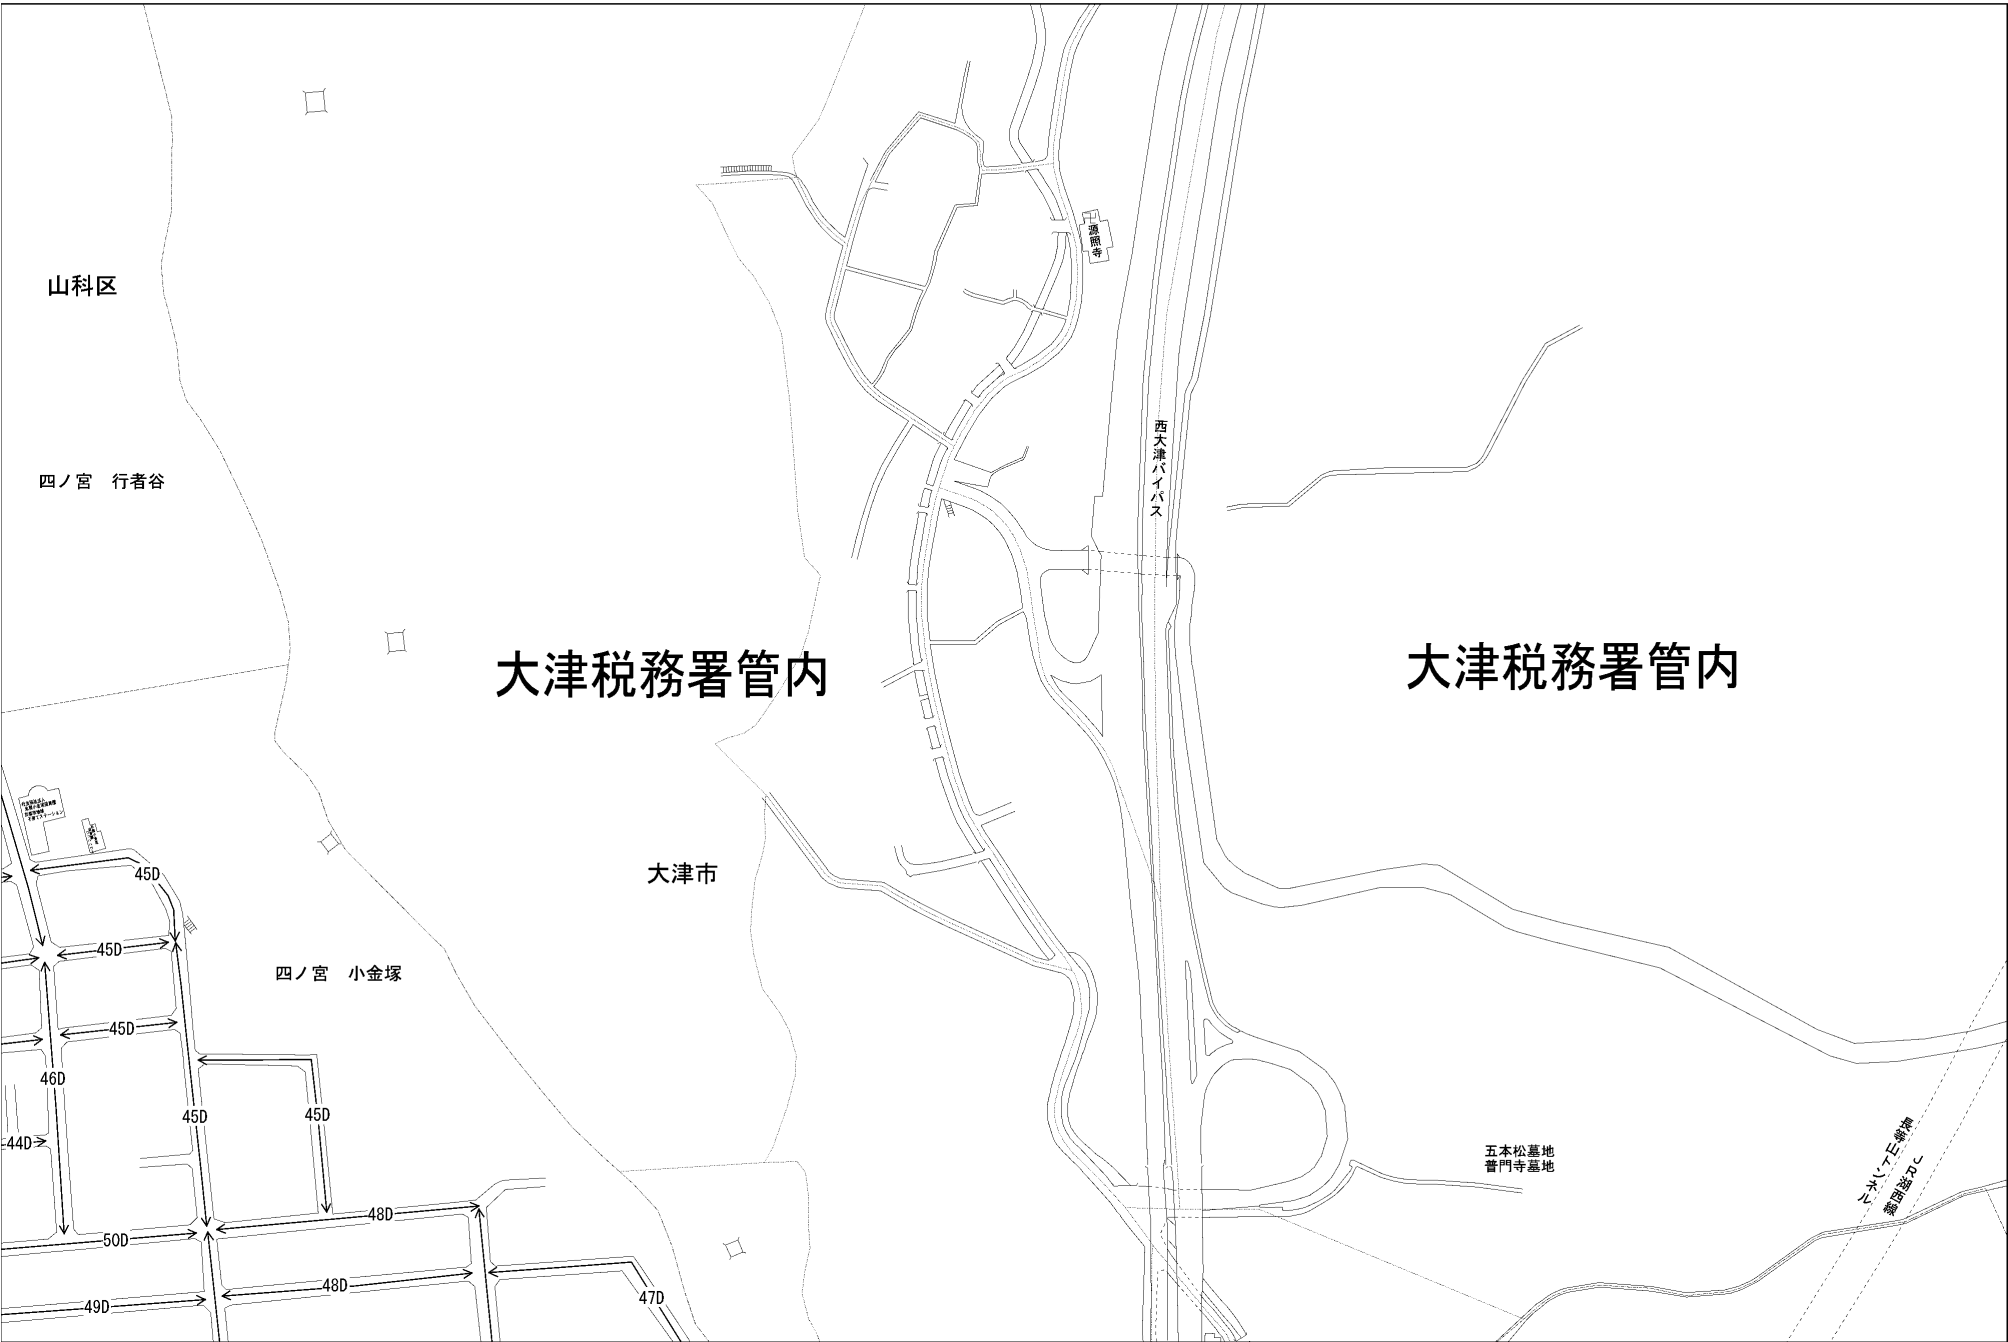 源照寺
山科区
西大津バイパス
四ノ宮 行者谷
大津税務署管内
大津税務署管内
45D
大津市
45D
四ノ宮 小金塚
45D
46D
45D
45D
44D
五本松墓地
普門寺墓地
長等山トンネル
JR湖西線
48D
50D
48D
47D
49D